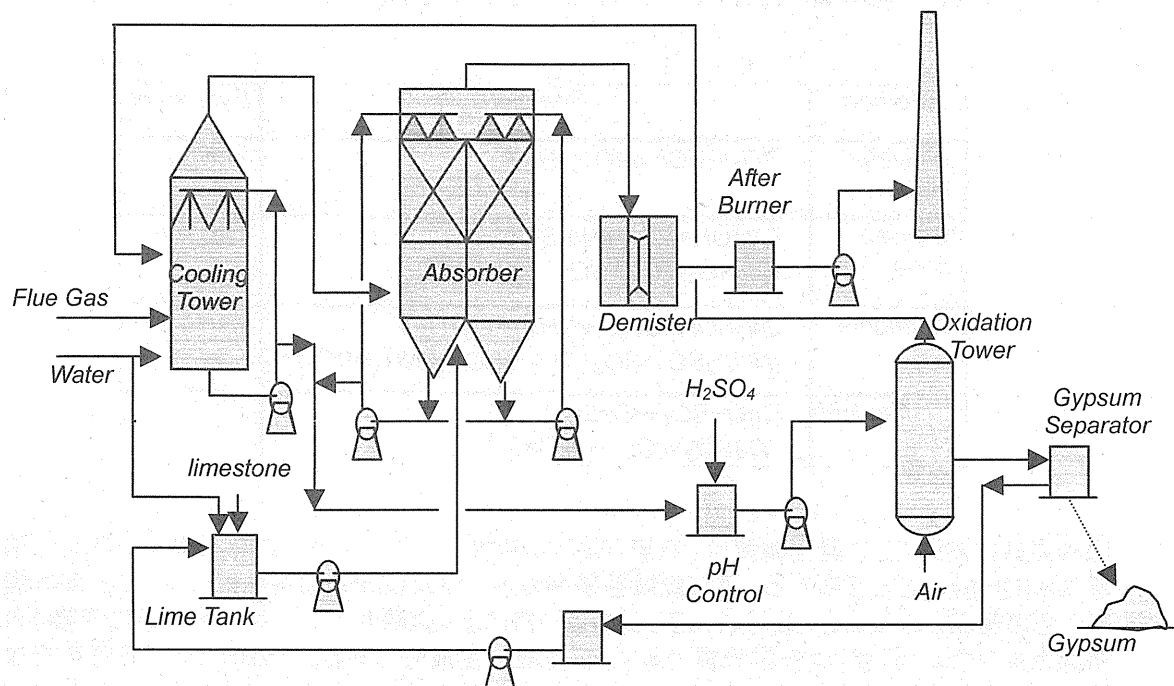 After
Burner
Cooling
Tower
Absorber
Flue Gas
Demister
Oxidation
Tower
Water
H₂SO₄
Gypsum
Separator
limestone
pH
Control
Air
Lime Tank
Gypsum